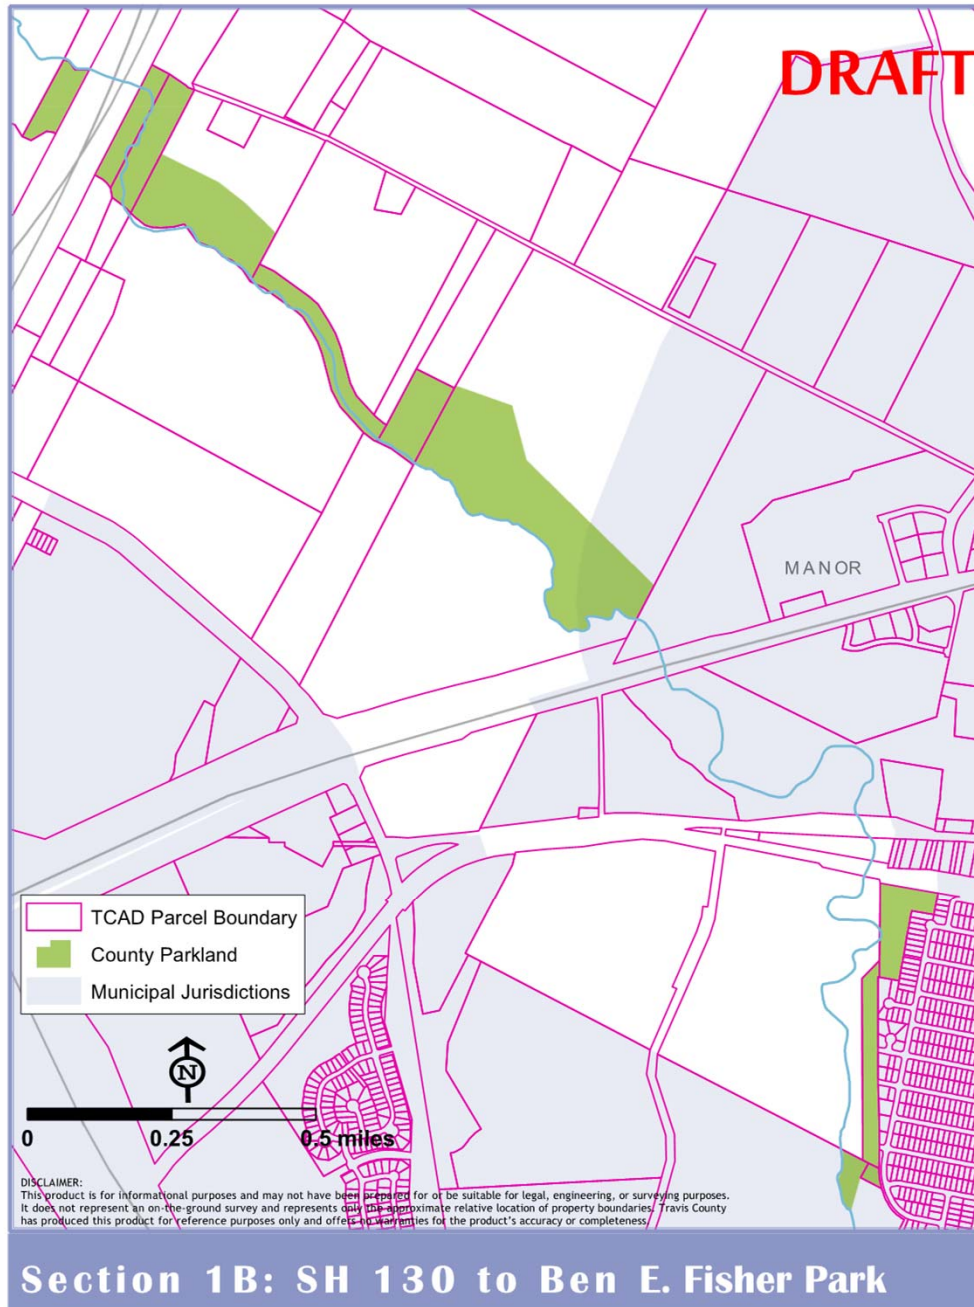 DRAFT
MANOR
TCAD Parcel Boundary
County Parkland
Municipal Jurisdictions
N
0 0.25 0.5 miles
DISCLAIMER:
This product is for informational purposes and may not have been prepared for or be suitable for legal, engineering, or surveying purposes.
It does not represent an on-the-ground survey and represents only the approximate relative location of property boundaries. Travis County
has produced this product for reference purposes only and offers no warranties for the product's accuracy or completeness.
Section 1B: SH 130 to Ben E. Fisher Park